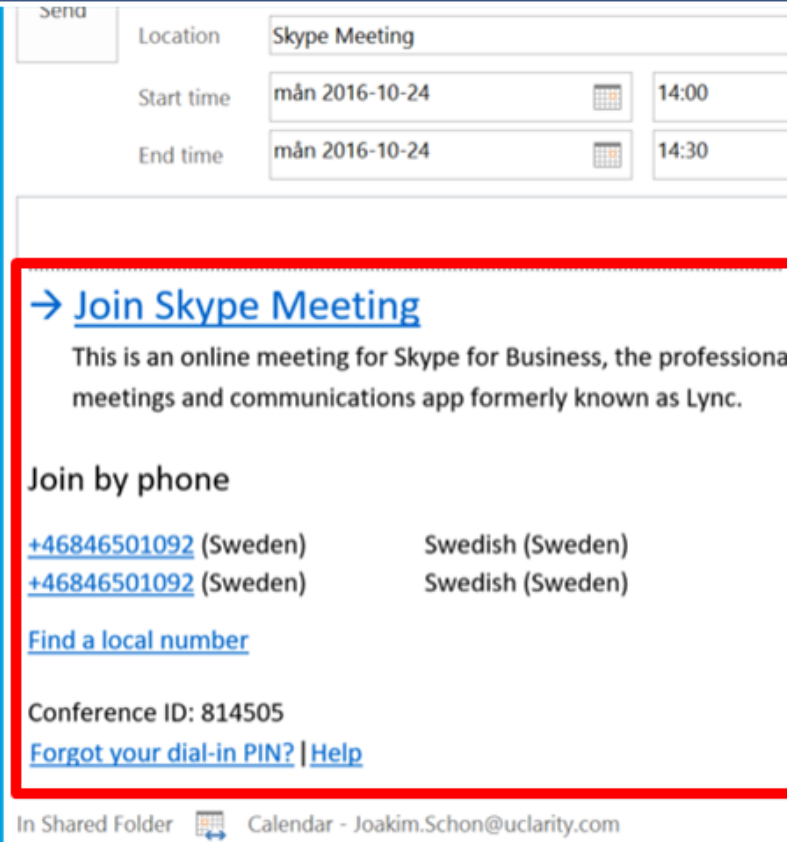 Send
Location Skype Meeting
Start time mån 2016-10-24 14:00
End time mån 2016-10-24 14:30
→ Join Skype Meeting
This is an online meeting for Skype for Business, the professiona
meetings and communications app formerly known as Lync.
Join by phone
+46846501092 (Sweden) Swedish (Sweden)
+46846501092 (Sweden) Swedish (Sweden)
Find a local number
Conference ID: 814505
Forgot your dial-in PIN? | Help
In Shared Folder Calendar - Joakim.Schon@uclarity.com